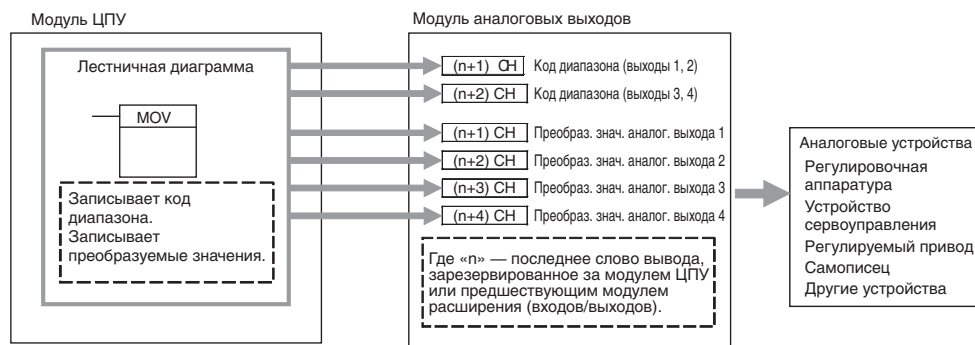 Модуль ЦПУ
Лестничная диаграмма
MOV
Записывает код
диапазона.
Записывает
преобразуемые значения.
Модуль аналоговых выходов
(n+1) CH Код диапазона (выходы 1, 2)
(n+2) CH Код диапазона (выходы 3, 4)
(n+1) CH Преобраз. знач. аналог. выхода 1
(n+2) CH Преобраз. знач. аналог. выхода 2
(n+3) CH Преобраз. знач. аналог. выхода 3
(n+4) CH Преобраз. знач. аналог. выхода 4
Где «n» — последнее слово вывода,
зарезервированное за модулем ЦПУ
или предшествующим модулем
расширения (входов/выходов).
Аналоговые устройства
Регулировочная
аппаратура
Устройство
сервоуправления
Регулируемый привод
Самописец
Другие устройства